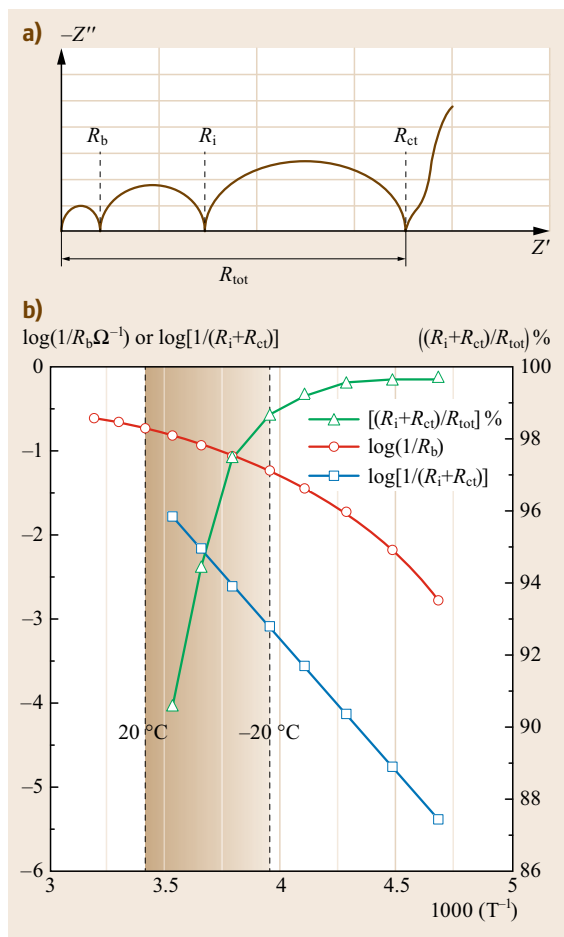 a)
–Z″
R_b R_i R_ct
Z′
R_tot
b)
log(1/R_bΩ⁻¹) or log[1/(R_i+R_ct)]
((R_i+R_ct)/R_tot) %
0
–1
–2
–3
–4
–5
–6
100
98
96
94
92
90
88
86
[(R_i+R_ct)/R_tot] %
log(1/R_b)
log[1/(R_i+R_ct)]
20 °C –20 °C
3 3.5 4 4.5 5
1000 (T⁻¹)